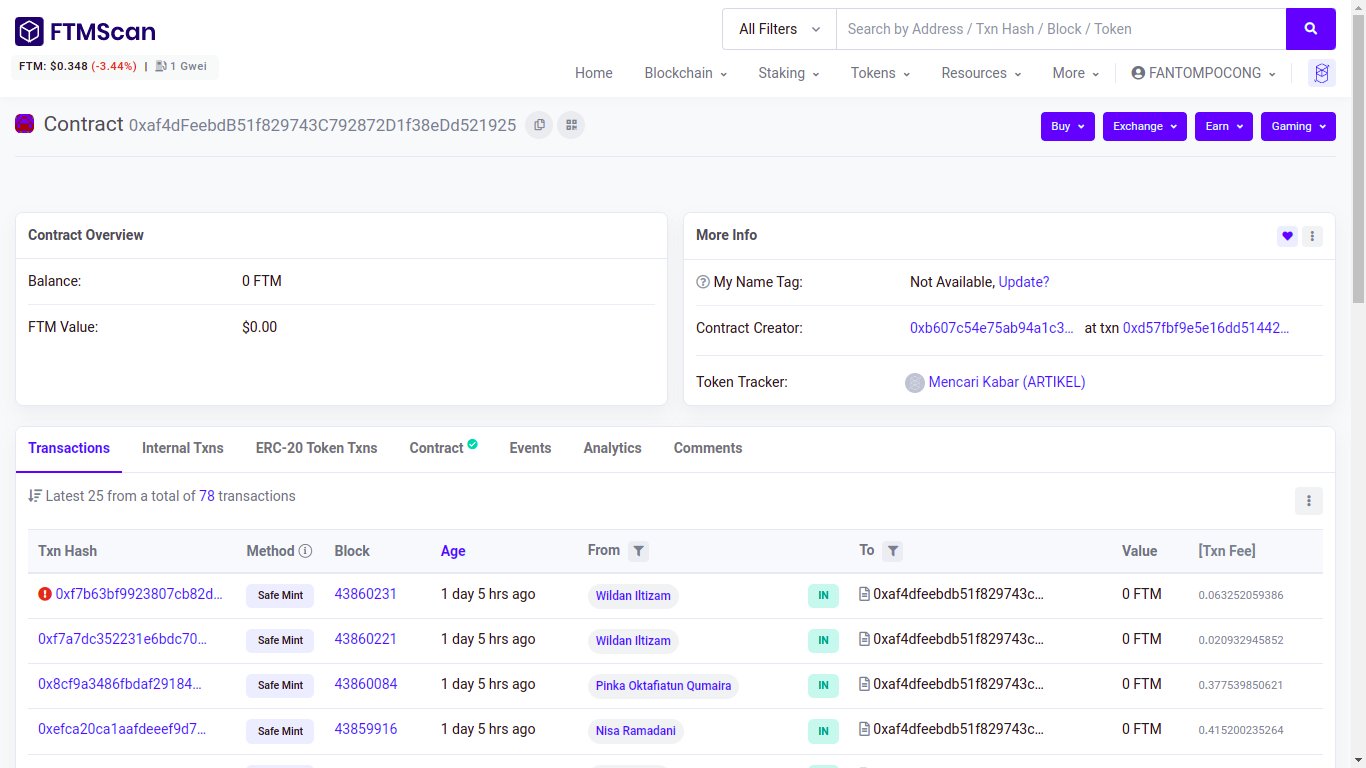 FTMScan
All Filters
Search by Address / Txn Hash / Block / Token
FTM: $0.348 (-3.44%) | 1 Gwei
Home Blockchain Staking Tokens Resources More FANTOMPOCONG
Contract 0xaf4dFeebdB51f829743C792872D1f38eDd521925
Buy Exchange Earn Gaming
Contract Overview
Balance: 0 FTM
FTM Value: $0.00
More Info
My Name Tag: Not Available, Update?
Contract Creator: 0xb607c54e75ab94a1c3... at txn 0xd57fbf9e5e16dd51442...
Token Tracker: Mencari Kabar (ARTIKEL)
Transactions Internal Txns ERC-20 Token Txns Contract Events Analytics Comments
Latest 25 from a total of 78 transactions
Txn Hash Method Block Age From To Value [Txn Fee]
0xf7b63bf9923807cb82d... Safe Mint 43860231 1 day 5 hrs ago Wildan Iltizam IN 0xaf4dfeebdb51f829743c... 0 FTM 0.063252059386
0xf7a7dc352231e6bdc70... Safe Mint 43860221 1 day 5 hrs ago Wildan Iltizam IN 0xaf4dfeebdb51f829743c... 0 FTM 0.020932945852
0x8cf9a3486fbdaf29184... Safe Mint 43860084 1 day 5 hrs ago Pinka Oktafiatun Qumaira IN 0xaf4dfeebdb51f829743c... 0 FTM 0.377539850621
0xefca20ca1aafdeeef9d7... Safe Mint 43859916 1 day 5 hrs ago Nisa Ramadani IN 0xaf4dfeebdb51f829743c... 0 FTM 0.415200235264